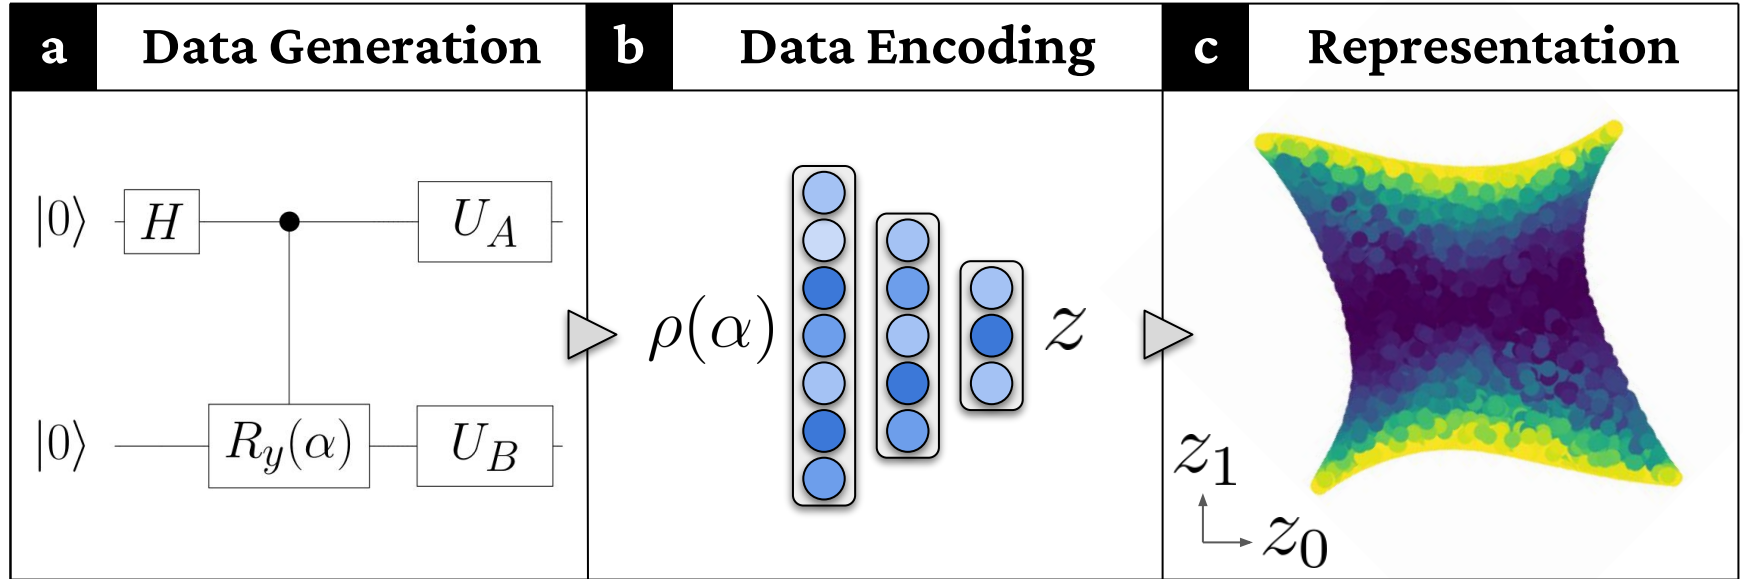 a Data Generation
b Data Encoding
c Representation
|0⟩ H U_A
|0⟩ R_y(α) U_B
ρ(α) z
z_1
z_0